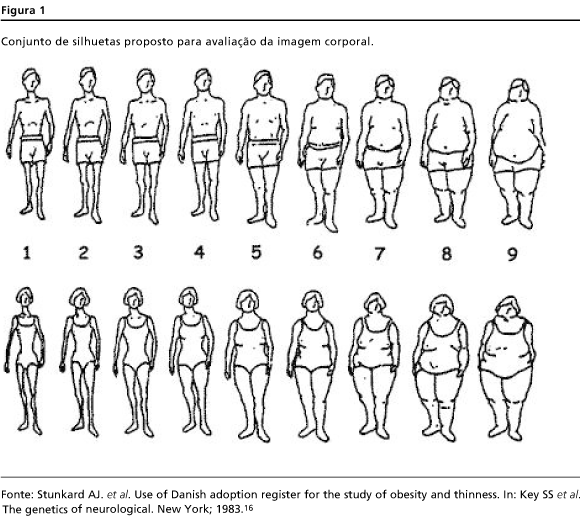 Figura 1
Conjunto de silhuetas proposto para avaliação da imagem corporal.
1 2 3 4 5 6 7 8 9
Fonte: Stunkard AJ. et al. Use of Danish adoption register for the study of obesity and thinness. In: Key SS et al.
The genetics of neurological. New York; 1983.16